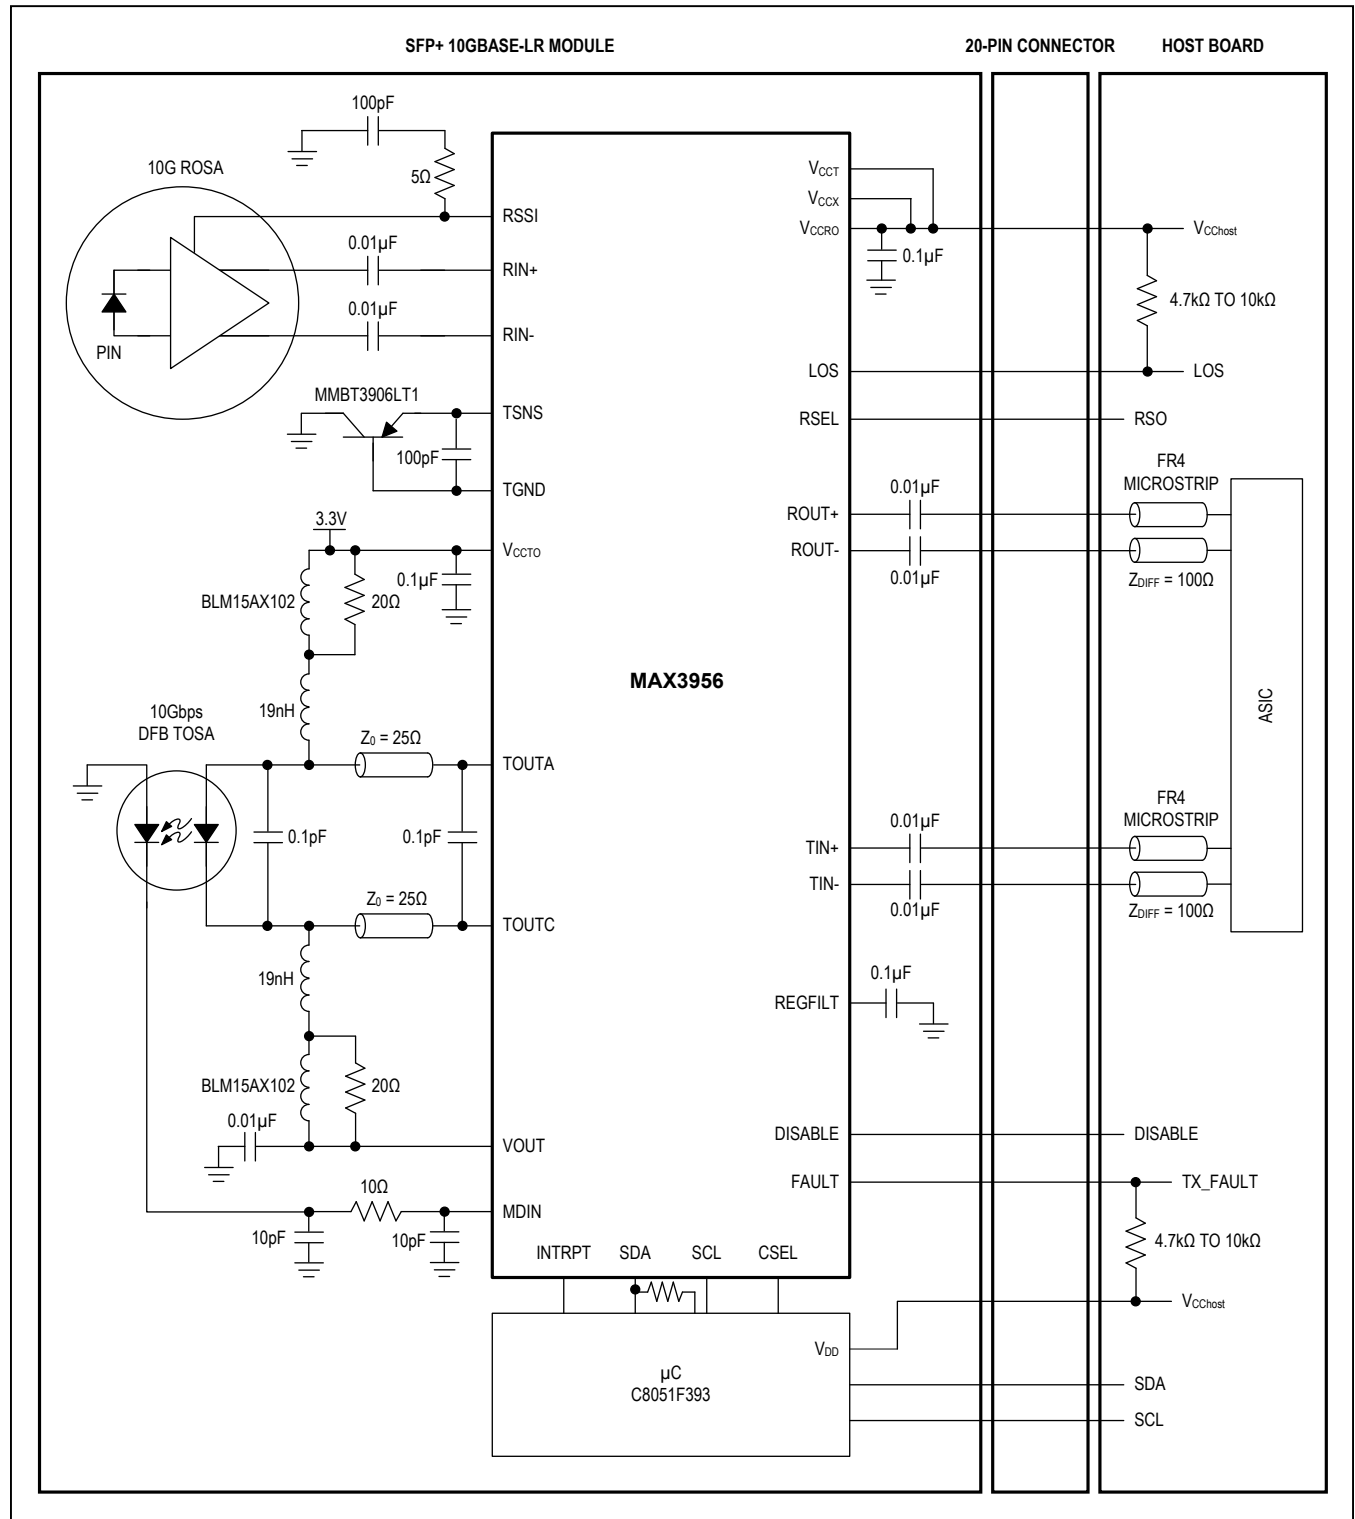 SFP+ 10GBASE-LR MODULE
20-PIN CONNECTOR
HOST BOARD
100pF
10G ROSA
5Ω
RSSI
0.01µF
RIN+
0.01µF
RIN-
PIN
MMBT3906LT1
TSNS
100pF
TGND
3.3V
VCCTO
0.1µF
BLM15AX102
20Ω
19nH
10Gbps
DFB TOSA
Z0 = 25Ω
TOUTA
0.1pF
0.1pF
Z0 = 25Ω
TOUTC
19nH
BLM15AX102
20Ω
0.01µF
VOUT
10Ω
MDIN
10pF
10pF
MAX3956
VCCT
VCCX
VCCRO
0.1µF
VCChost
4.7kΩ TO 10kΩ
LOS
LOS
RSEL
RSO
FR4
MICROSTRIP
0.01µF
ROUT+
ROUT-
0.01µF
ZDIFF = 100Ω
ASIC
FR4
MICROSTRIP
0.01µF
TIN+
TIN-
0.01µF
ZDIFF = 100Ω
0.1µF
REGFILT
DISABLE
DISABLE
FAULT
TX_FAULT
4.7kΩ TO 10kΩ
VCChost
INTRPT
SDA
SCL
CSEL
VDD
µC
C8051F393
SDA
SCL